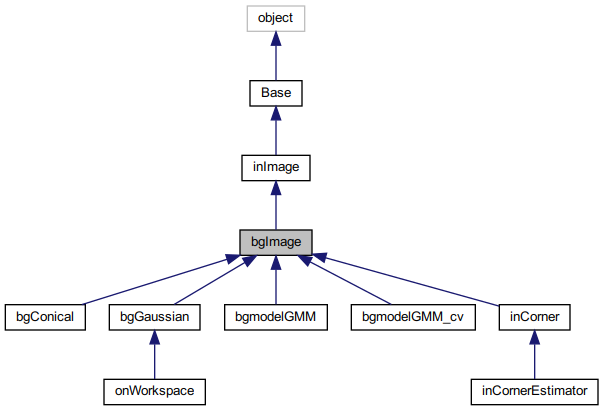 object
Base
inImage
bgImage
bgConical
bgGaussian
bgmodelGMM
bgmodelGMM_cv
inCorner
onWorkspace
inCornerEstimator